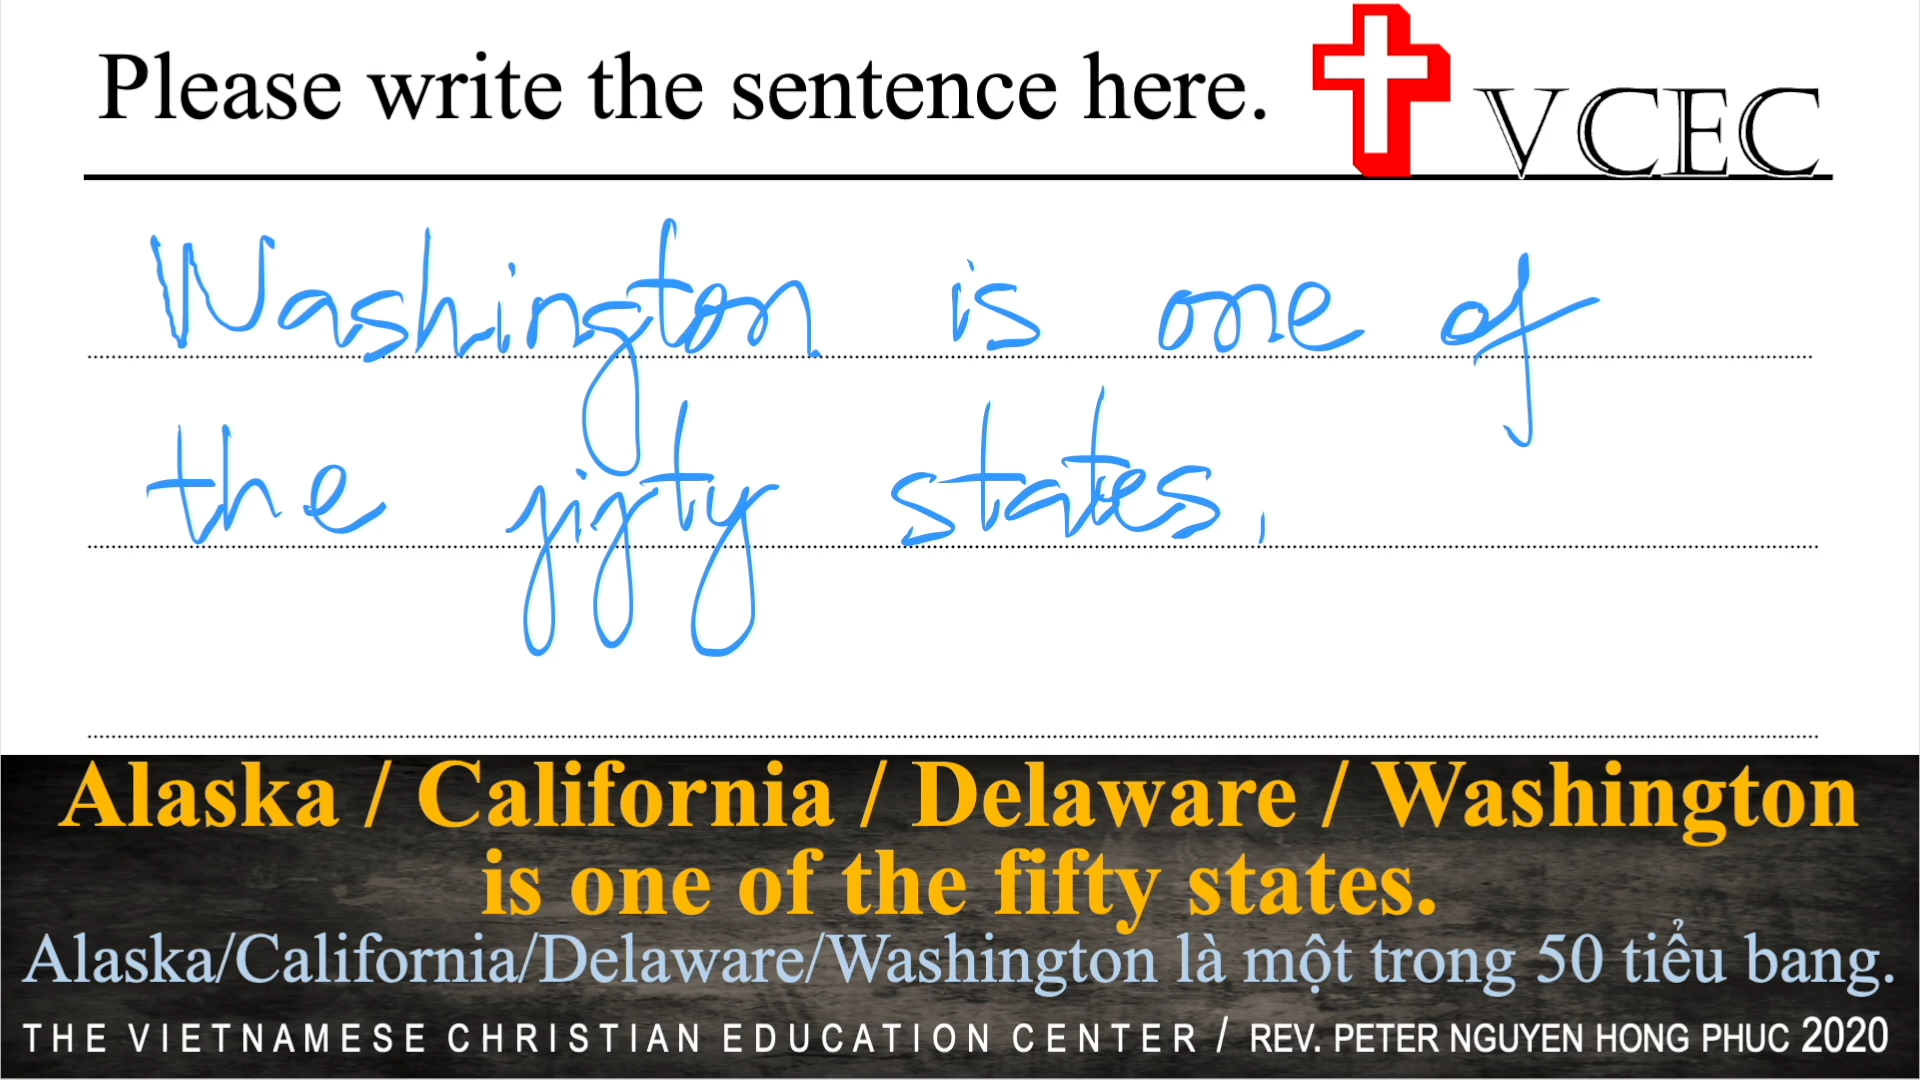 Please write the sentence here.
VCEC
Washington is one of
the fifty states.
Alaska / California / Delaware / Washington
is one of the fifty states.
Alaska/California/Delaware/Washington là một trong 50 tiểu bang.
THE VIETNAMESE CHRISTIAN EDUCATION CENTER / REV. PETER NGUYEN HONG PHUC 2020